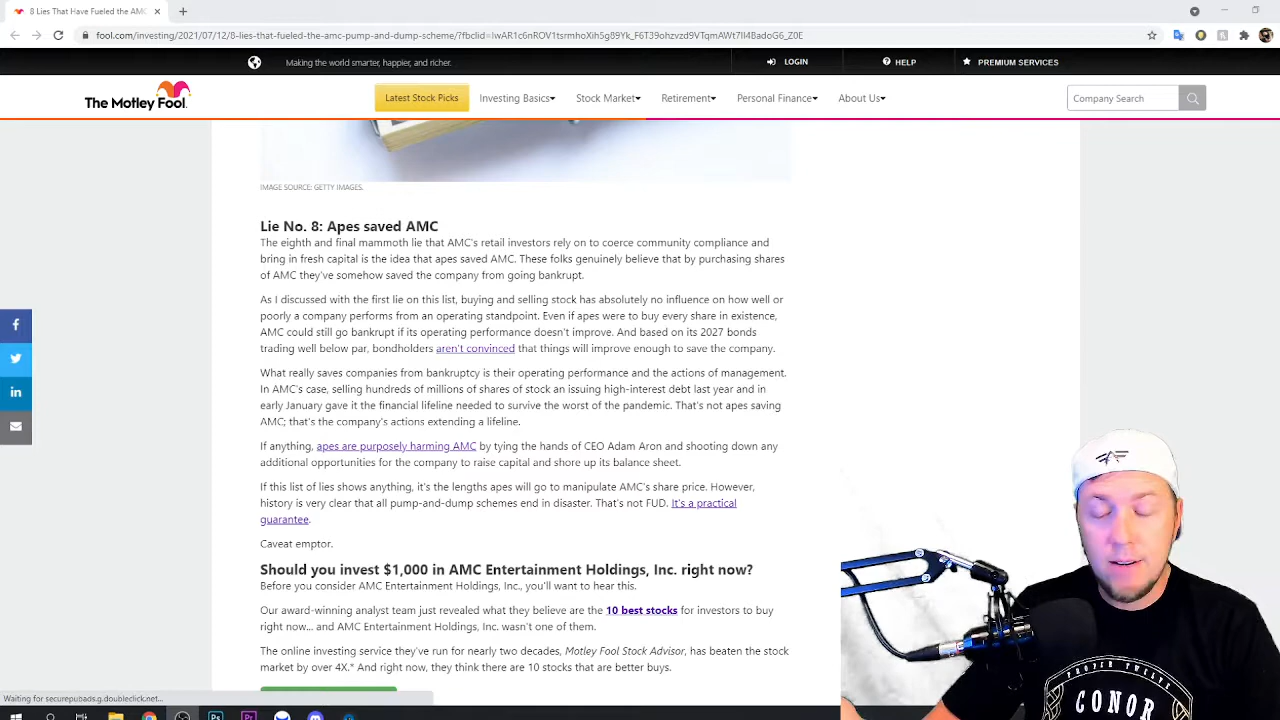 8 Lies That Have Fueled the AMC
fool.com/investing/2021/07/12/8-lies-that-fueled-the-amc-pump-and-dump-scheme/?fbclid=IwAR1c6nROV1tsrmhoXih5g89Yk_F6T39ohzvzd9VTqmAWt7Il4BadoG6_Z0E
Making the world smarter, happier, and richer.
LOGIN
HELP
PREMIUM SERVICES
The Motley Fool.
Latest Stock Picks
Investing Basics
Stock Market
Retirement
Personal Finance
About Us
Company Search
IMAGE SOURCE: GETTY IMAGES.
Lie No. 8: Apes saved AMC
The eighth and final mammoth lie that AMC's retail investors rely on to coerce community compliance and
bring in fresh capital is the idea that apes saved AMC. These folks genuinely believe that by purchasing shares
of AMC they've somehow saved the company from going bankrupt.
As I discussed with the first lie on this list, buying and selling stock has absolutely no influence on how well or
poorly a company performs from an operating standpoint. Even if apes were to buy every share in existence,
AMC could still go bankrupt if its operating performance doesn't improve. And based on its 2027 bonds
trading well below par, bondholders aren't convinced that things will improve enough to save the company.
What really saves companies from bankruptcy is their operating performance and the actions of management.
In AMC's case, selling hundreds of millions of shares of stock an issuing high-interest debt last year and in
early January gave it the financial lifeline needed to survive the worst of the pandemic. That's not apes saving
AMC; that's the company's actions extending a lifeline.
If anything, apes are purposely harming AMC by tying the hands of CEO Adam Aron and shooting down any
additional opportunities for the company to raise capital and shore up its balance sheet.
If this list of lies shows anything, it's the lengths apes will go to manipulate AMC's share price. However,
history is very clear that all pump-and-dump schemes end in disaster. That's not FUD. It's a practical
guarantee.
Caveat emptor.
Should you invest $1,000 in AMC Entertainment Holdings, Inc. right now?
Before you consider AMC Entertainment Holdings, Inc., you'll want to hear this.
Our award-winning analyst team just revealed what they believe are the 10 best stocks for investors to buy
right now... and AMC Entertainment Holdings, Inc. wasn't one of them.
The online investing service they've run for nearly two decades, Motley Fool Stock Advisor, has beaten the stock
market by over 4X.* And right now, they think there are 10 stocks that are better buys.
Waiting for securepubads.g.doubleclick.net...
PROPER TWELVE
CONOR